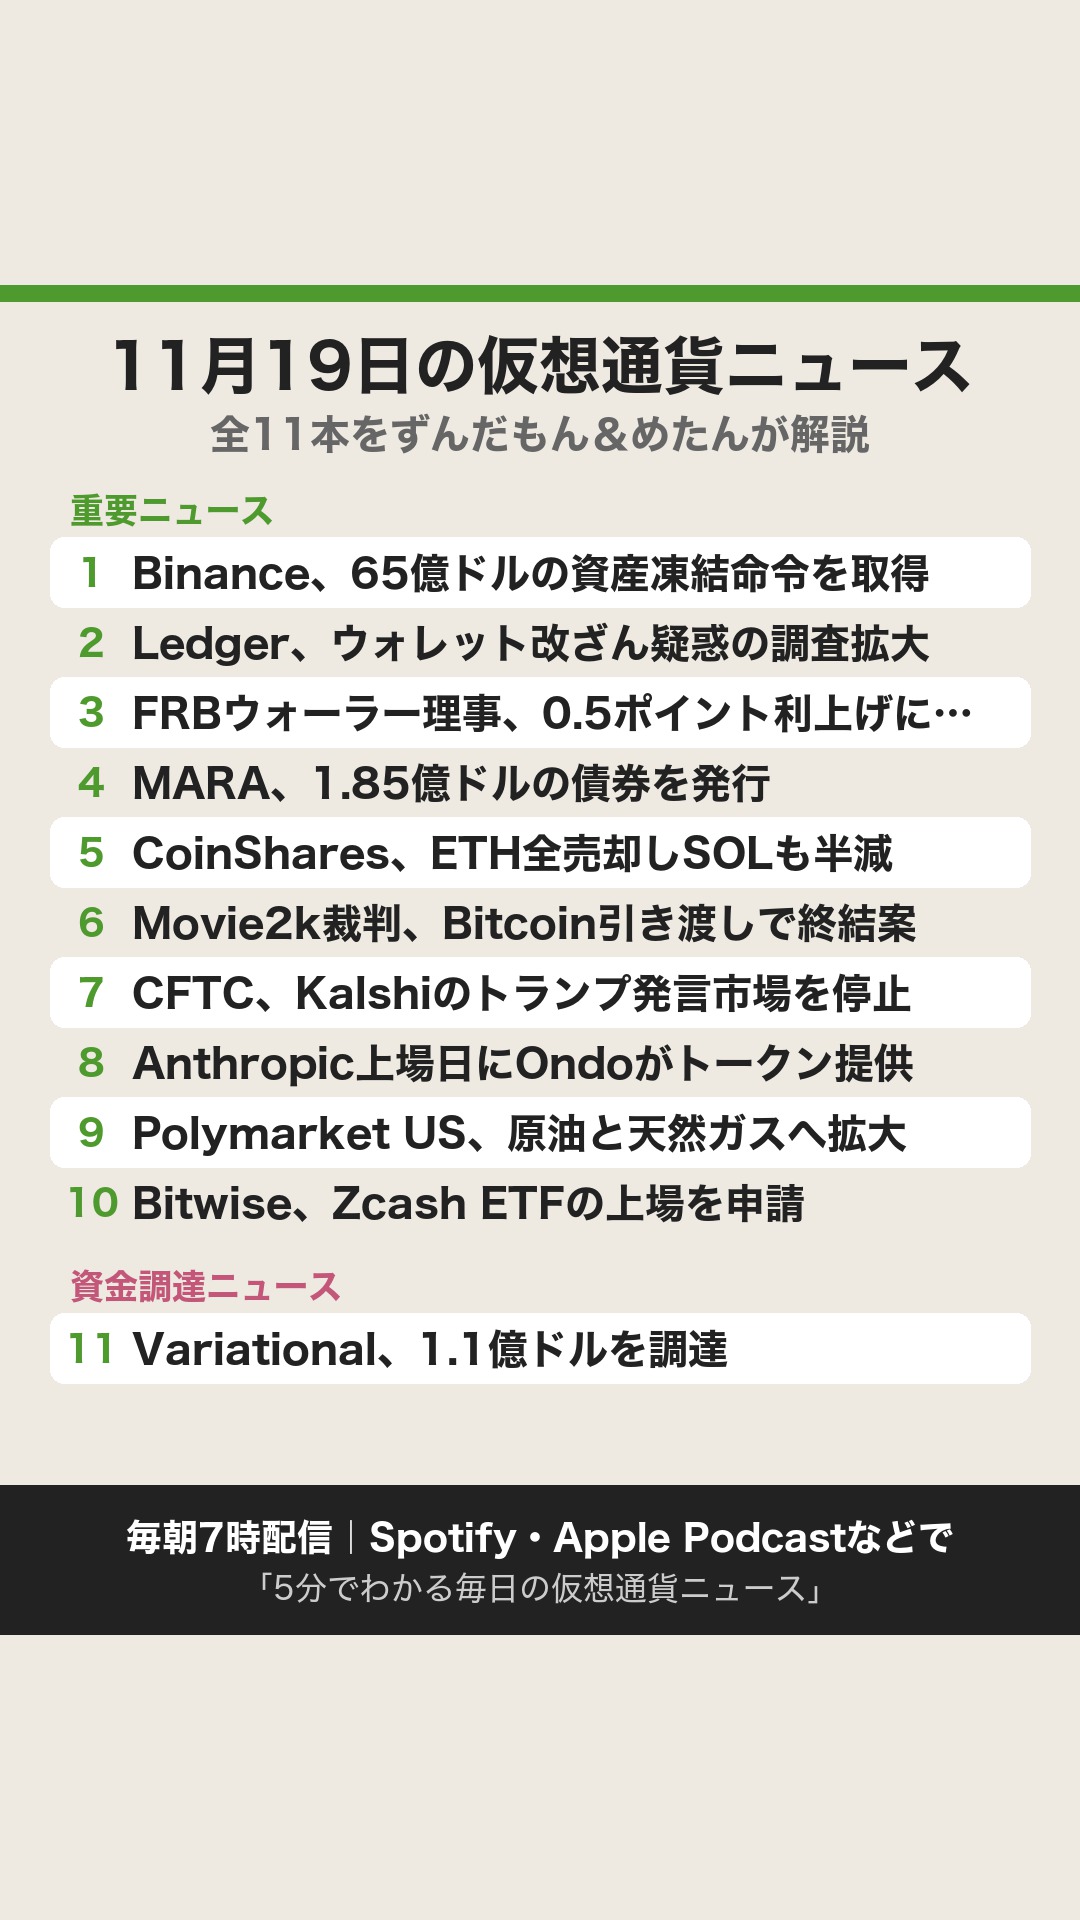 11月19日の仮想通貨ニュース
全11本をずんだもん＆めたんが解説
重要ニュース
1 Binance、65億ドルの資産凍結命令を取得
2 Ledger、ウォレット改ざん疑惑の調査拡大
3 FRBウォーラー理事、0.5ポイント利上げに…
4 MARA、1.85億ドルの債券を発行
5 CoinShares、ETH全売却しSOLも半減
6 Movie2k裁判、Bitcoin引き渡しで終結案
7 CFTC、Kalshiのトランプ発言市場を停止
8 Anthropic上場日にOndoがトークン提供
9 Polymarket US、原油と天然ガスへ拡大
10 Bitwise、Zcash ETFの上場を申請
資金調達ニュース
11 Variational、1.1億ドルを調達
毎朝7時配信｜Spotify・Apple Podcastなどで
「5分でわかる毎日の仮想通貨ニュース」